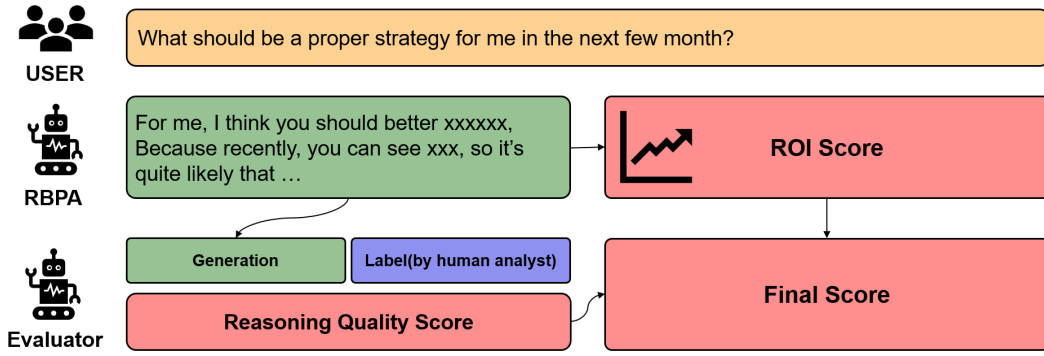 What should be a proper strategy for me in the next few month?
USER
For me, I think you should better xxxxxx,
Because recently, you can see xxx, so it's
quite likely that ...
ROI Score
RBPA
Generation
Label(by human analyst)
Reasoning Quality Score
Final Score
Evaluator